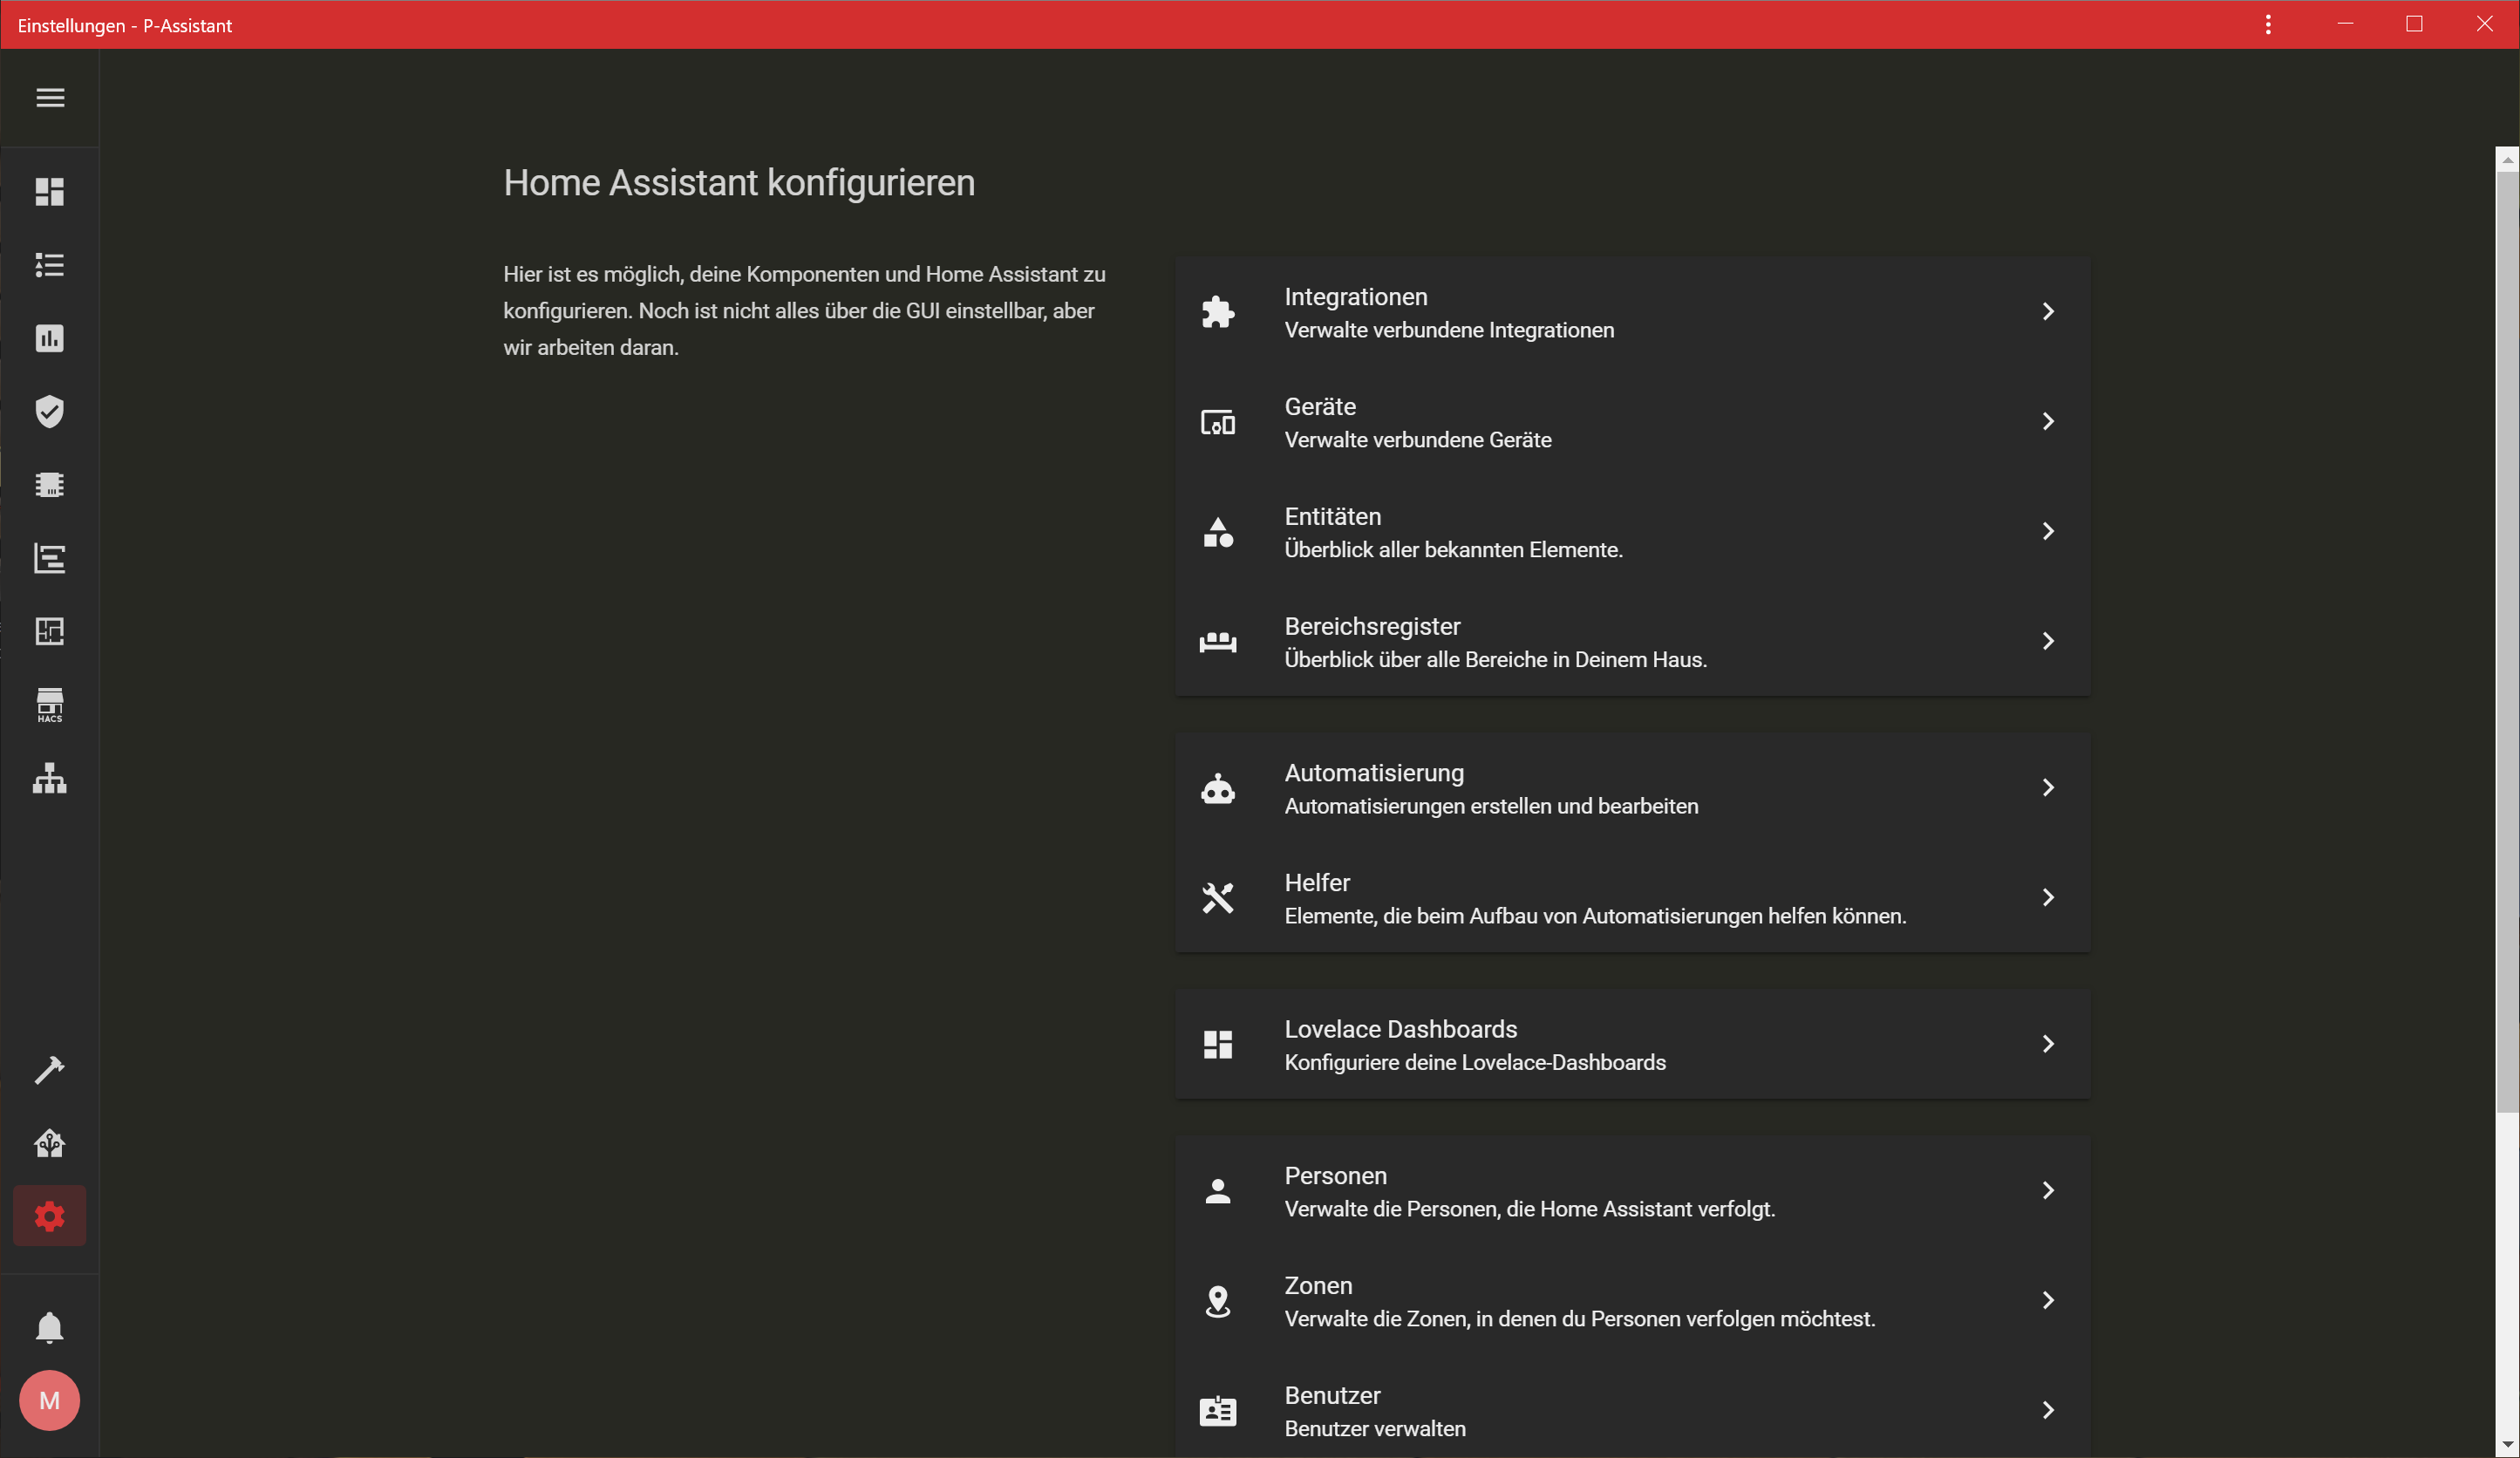 Einstellungen - P-Assistant
Home Assistant konfigurieren
Hier ist es möglich, deine Komponenten und Home Assistant zu
konfigurieren. Noch ist nicht alles über die GUI einstellbar, aber
wir arbeiten daran.
Integrationen
Verwalte verbundene Integrationen
Geräte
Verwalte verbundene Geräte
Entitäten
Überblick aller bekannten Elemente.
Bereichsregister
Überblick über alle Bereiche in Deinem Haus.
HACS
Automatisierung
Automatisierungen erstellen und bearbeiten
Helfer
Elemente, die beim Aufbau von Automatisierungen helfen können.
Lovelace Dashboards
Konfiguriere deine Lovelace-Dashboards
Personen
Verwalte die Personen, die Home Assistant verfolgt.
Zonen
Verwalte die Zonen, in denen du Personen verfolgen möchtest.
Benutzer
Benutzer verwalten
M